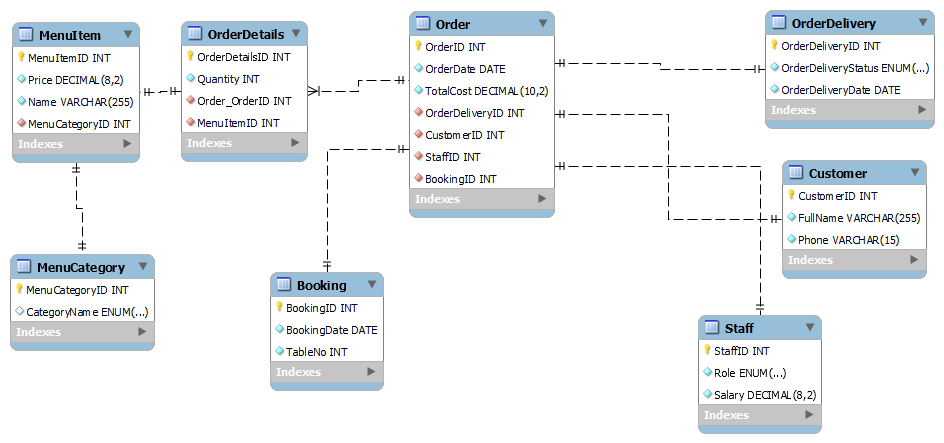 MenuItem
MenuItemID INT
Price DECIMAL(8,2)
Name VARCHAR(255)
MenuCategoryID INT
Indexes
OrderDetails
OrderDetailsID INT
Quantity INT
Order_OrderID INT
MenuItemID INT
Indexes
Order
OrderID INT
OrderDate DATE
TotalCost DECIMAL(10,2)
OrderDeliveryID INT
CustomerID INT
StaffID INT
BookingID INT
Indexes
OrderDelivery
OrderDeliveryID INT
OrderDeliveryStatus ENUM(...)
OrderDeliveryDate DATE
Indexes
Customer
CustomerID INT
FullName VARCHAR(255)
Phone VARCHAR(15)
Indexes
MenuCategory
MenuCategoryID INT
CategoryName ENUM(...)
Indexes
Booking
BookingID INT
BookingDate DATE
TableNo INT
Indexes
Staff
StaffID INT
Role ENUM(...)
Salary DECIMAL(8,2)
Indexes